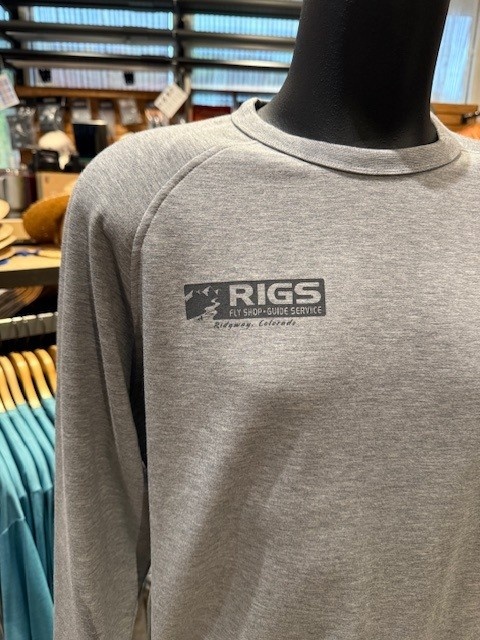 RIGS
FLY SHOP • GUIDE SERVICE
Ridgway, Colorado